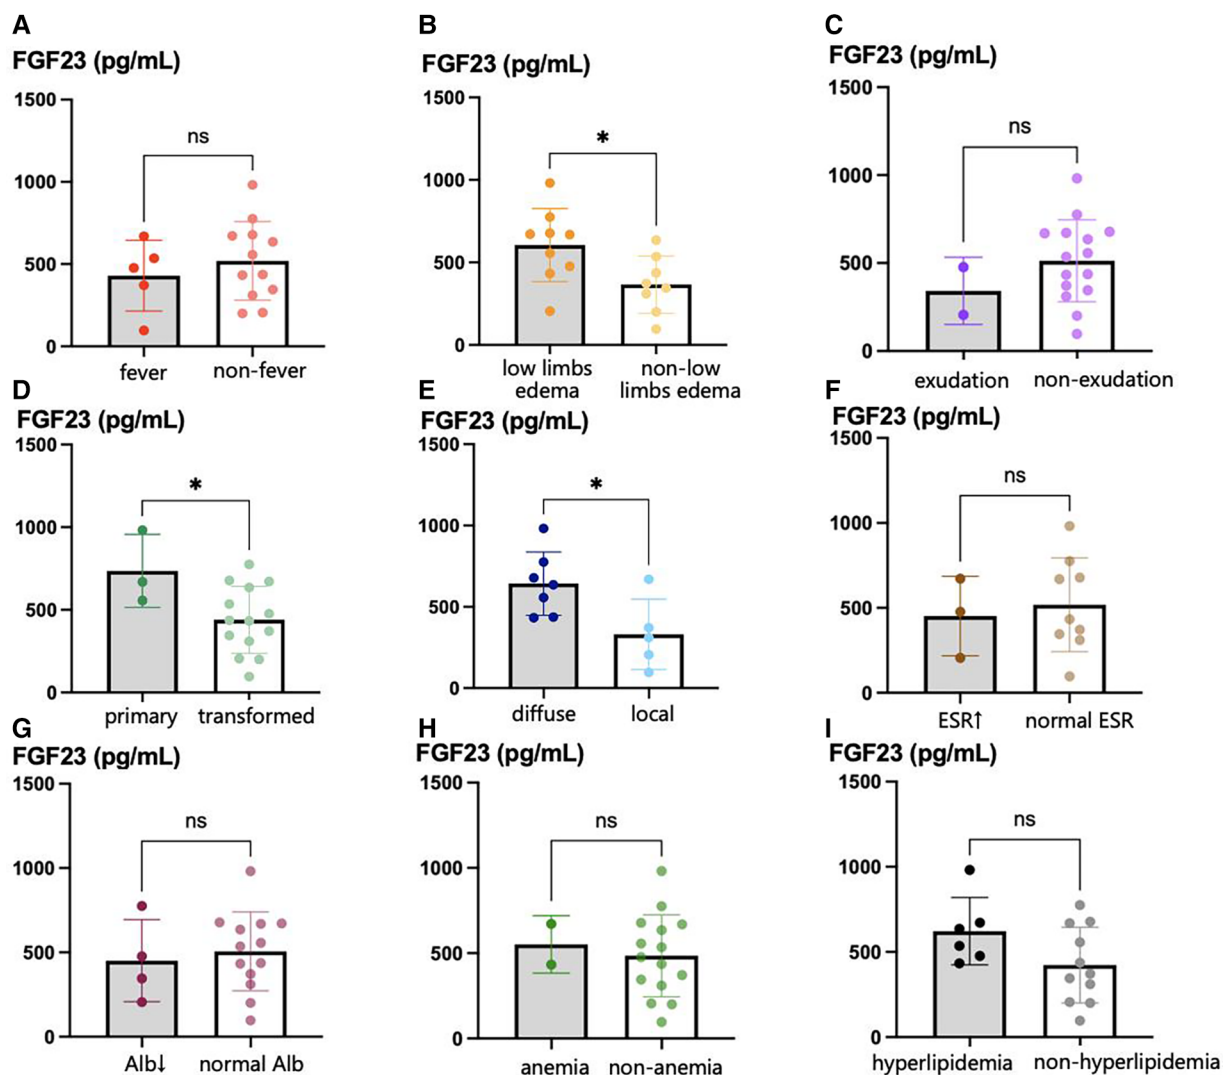 A
FGF23 (pg/mL)
1500
1000
500
0
ns
fever
non-fever
B
FGF23 (pg/mL)
1500
1000
500
0
*
low limbs
edema
non-low
limbs edema
C
FGF23 (pg/mL)
1500
1000
500
0
ns
exudation
non-exudation
D
FGF23 (pg/mL)
1500
1000
500
0
*
primary
transformed
E
FGF23 (pg/mL)
1500
1000
500
0
*
diffuse
local
F
FGF23 (pg/mL)
1500
1000
500
0
ns
ESR↑
normal ESR
G
FGF23 (pg/mL)
1500
1000
500
0
ns
Alb↓
normal Alb
H
FGF23 (pg/mL)
1500
1000
500
0
ns
anemia
non-anemia
I
FGF23 (pg/mL)
1500
1000
500
0
ns
hyperlipidemia
non-hyperlipidemia